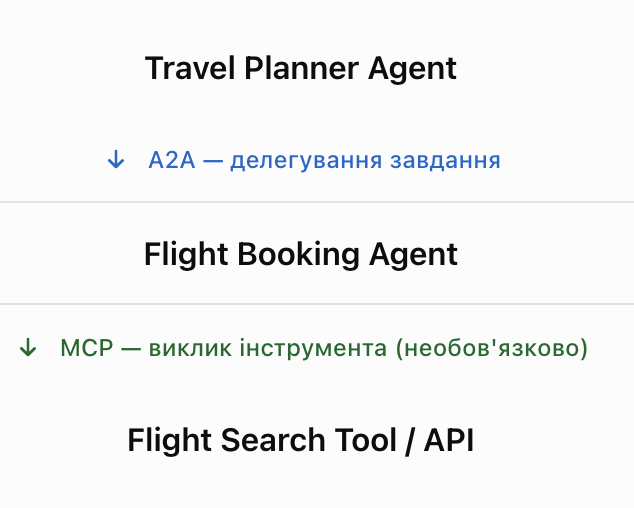 Travel Planner Agent
↓ A2A — делегування завдання
Flight Booking Agent
↓ MCP — виклик інструмента (необов'язково)
Flight Search Tool / API